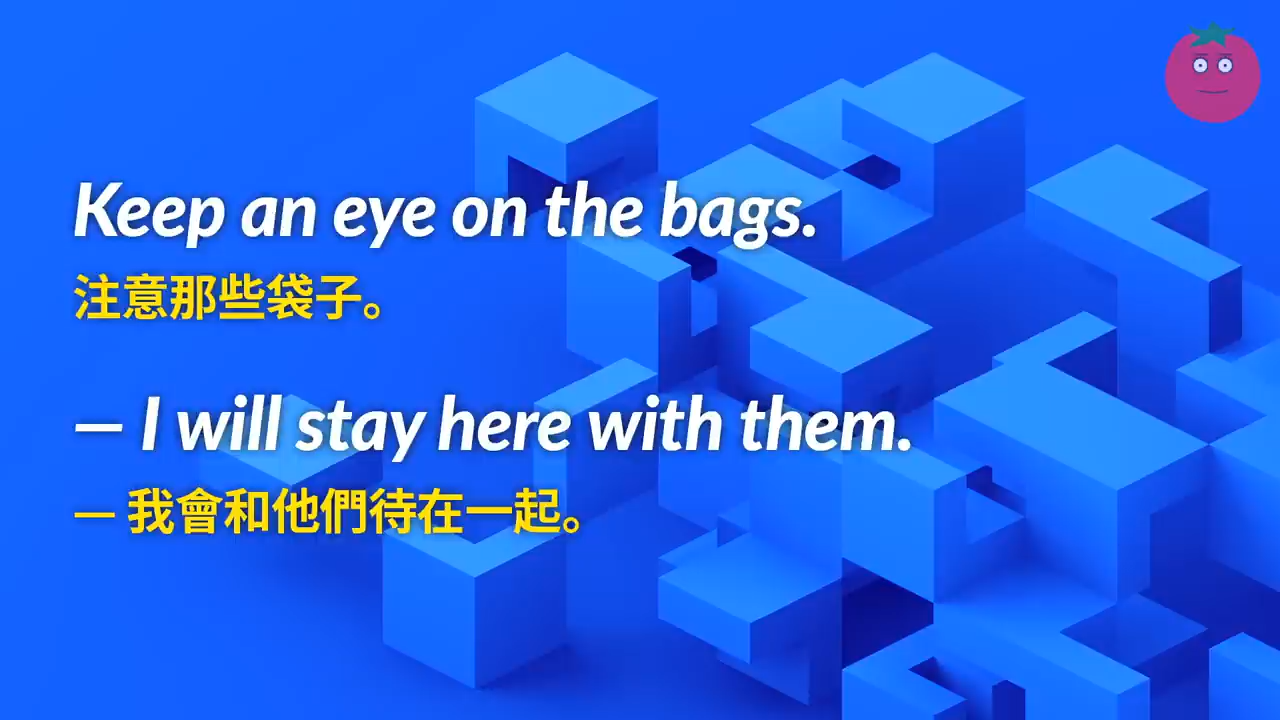 Keep an eye on the bags.
注意那些袋子。
— I will stay here with them.
— 我會和他們待在一起。